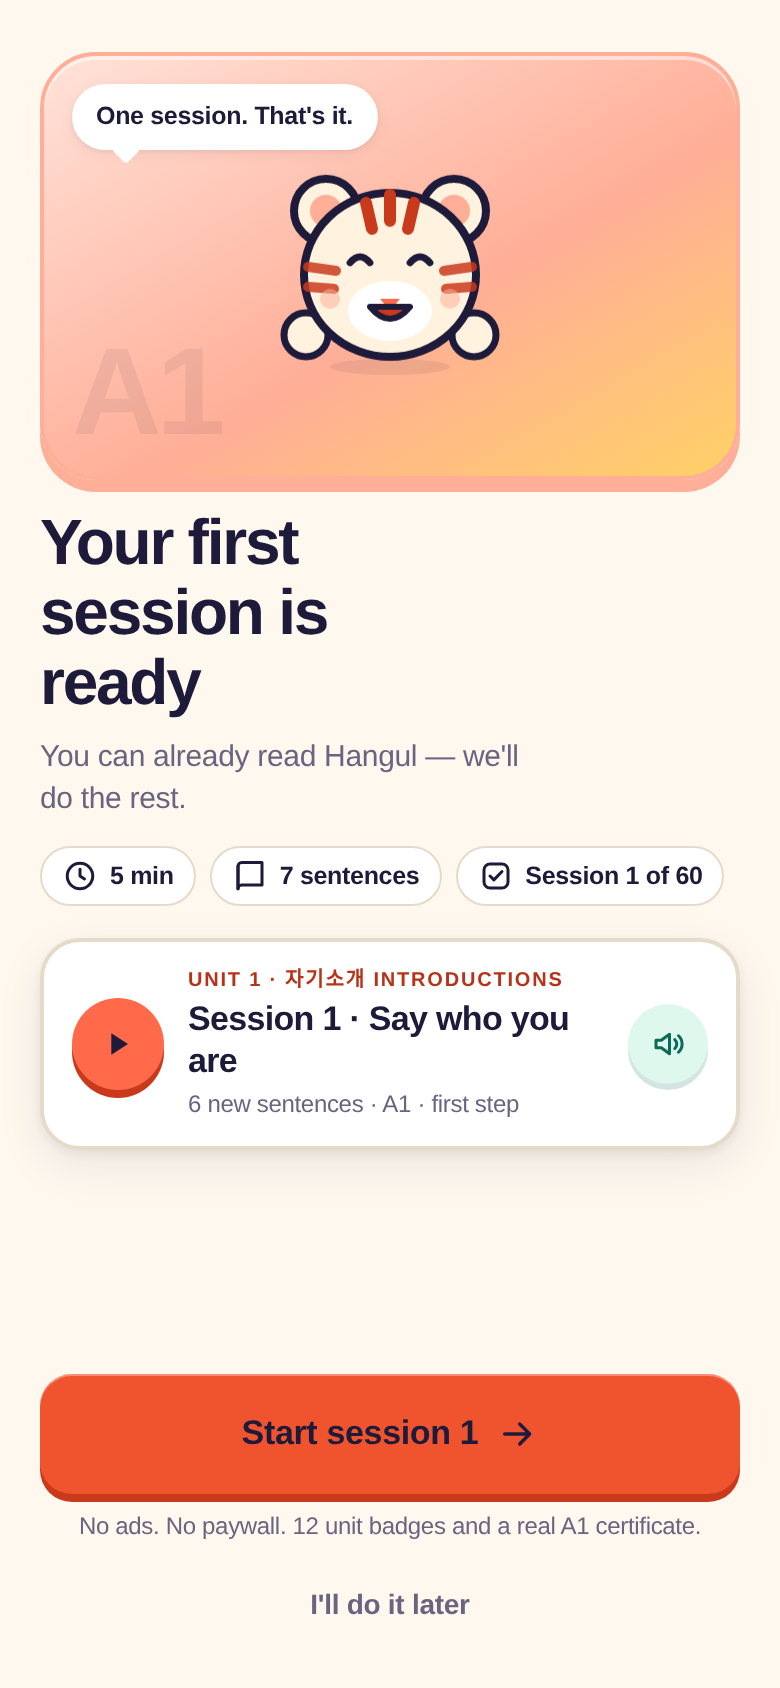 One session. That's it.
A1
Your first
session is
ready
You can already read Hangul — we'll
do the rest.
5 min
7 sentences
Session 1 of 60
UNIT 1 · 자기소개 INTRODUCTIONS
Session 1 · Say who you
are
6 new sentences · A1 · first step
Start session 1 →
No ads. No paywall. 12 unit badges and a real A1 certificate.
I'll do it later